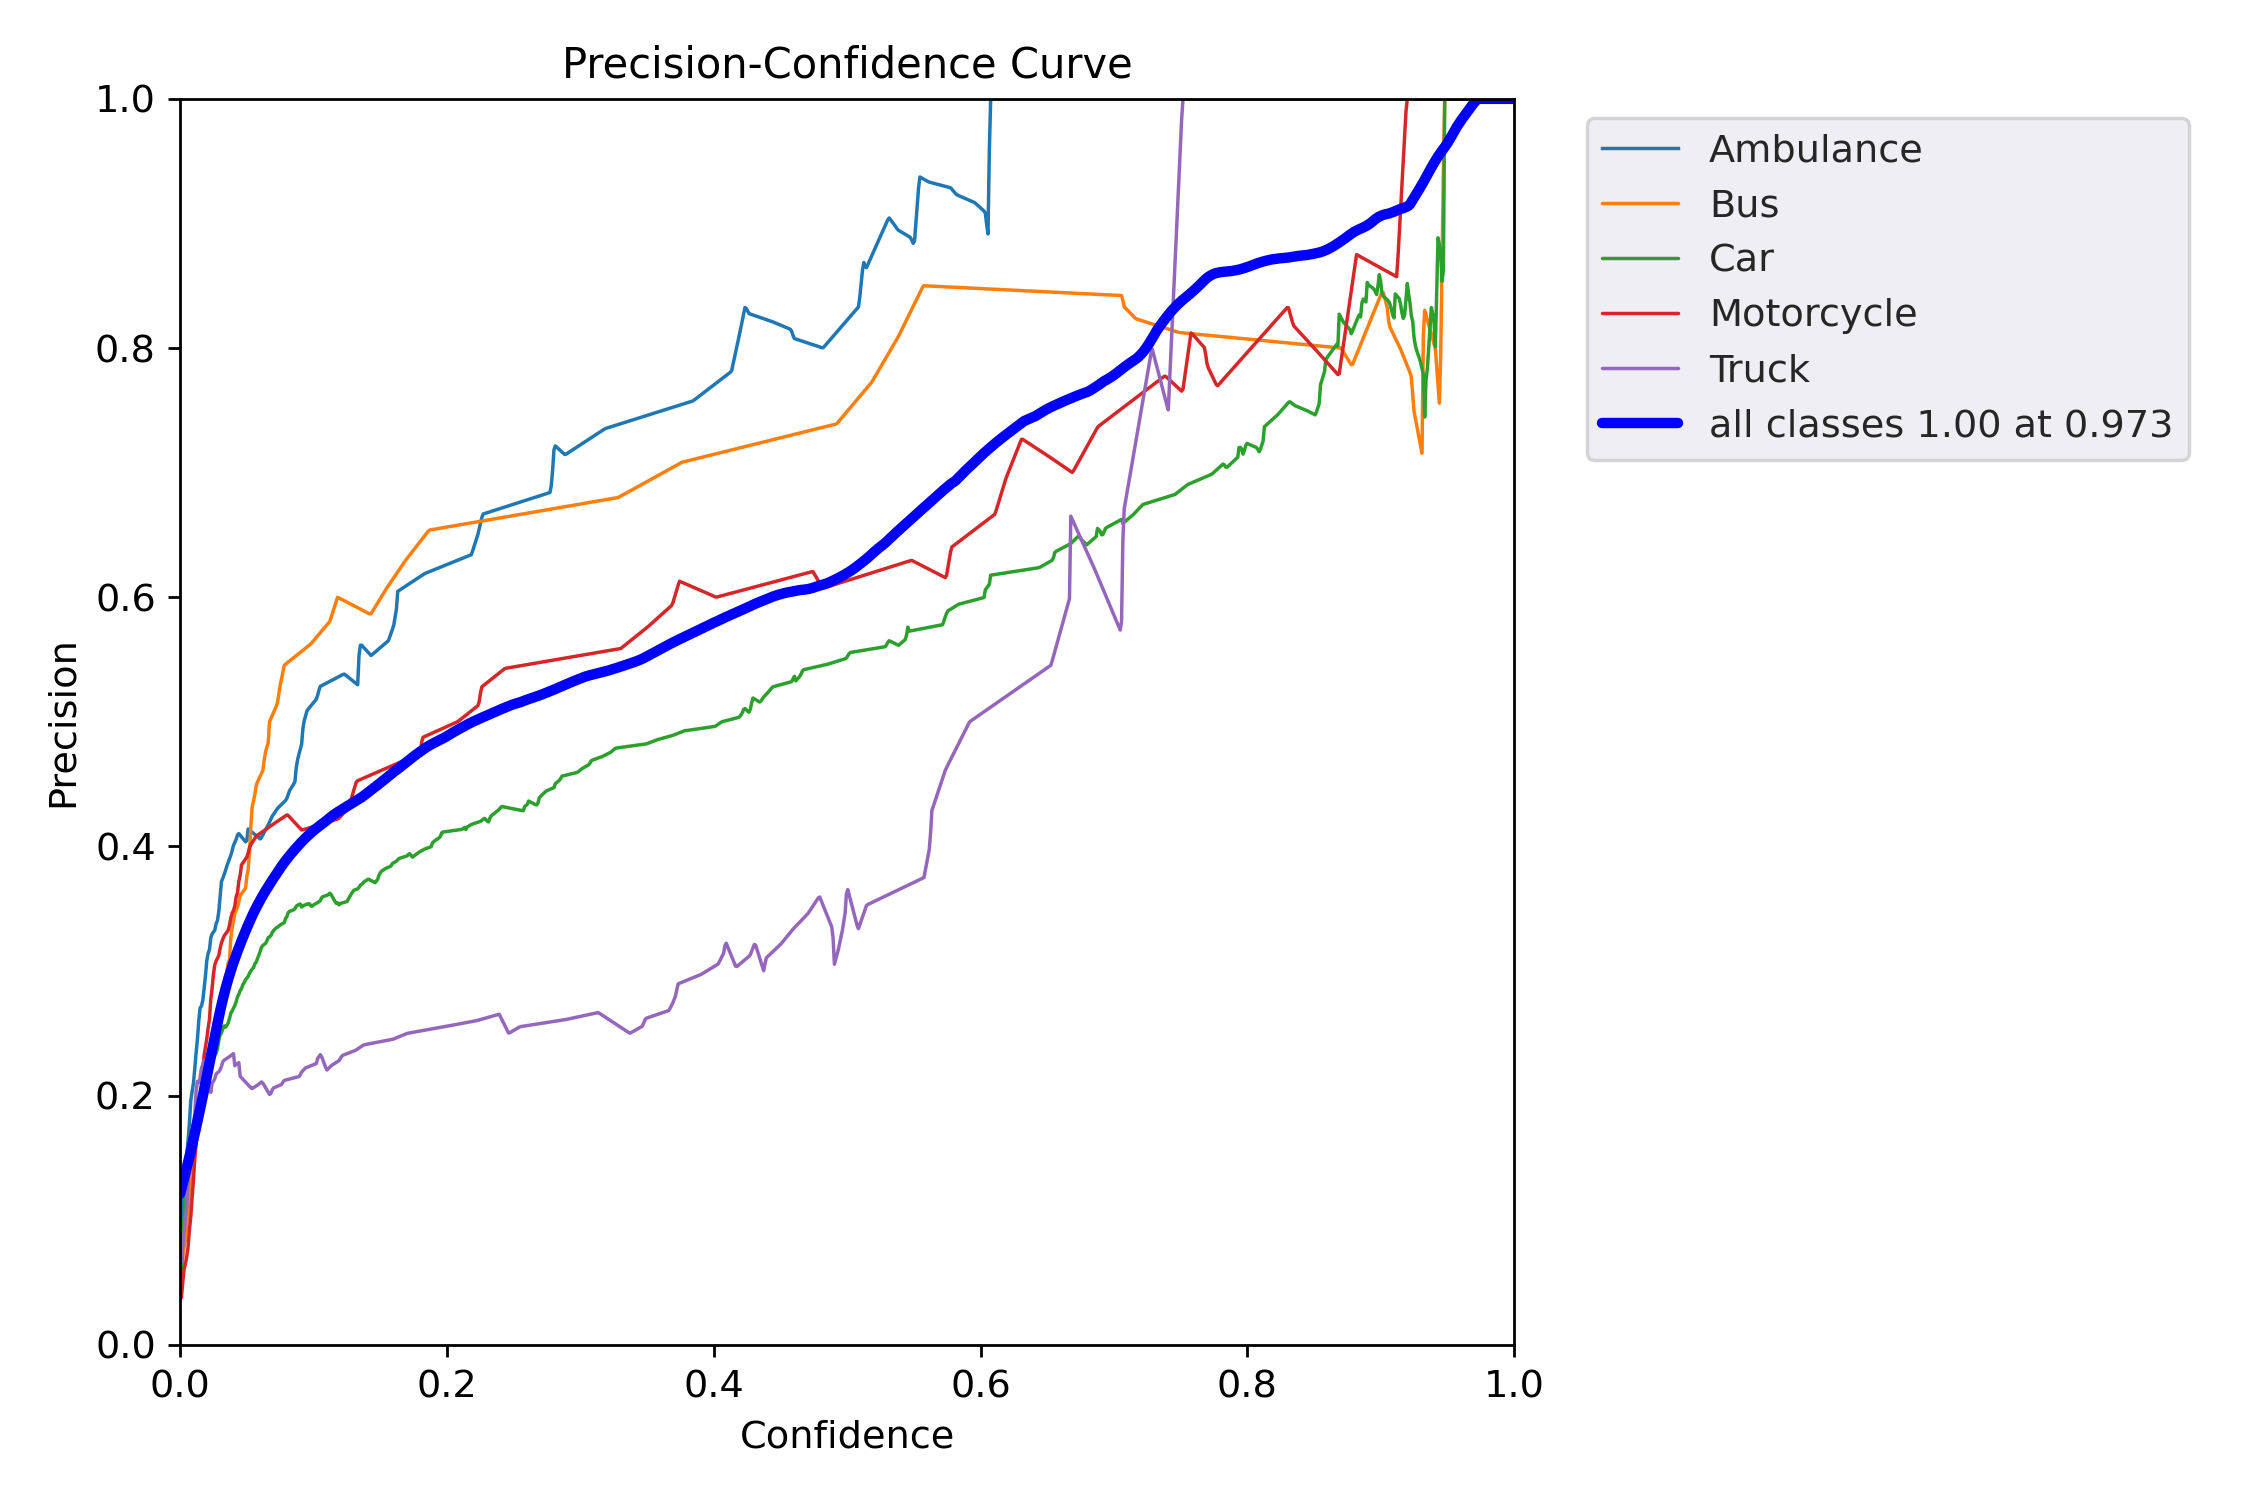 Precision-Confidence Curve
1.0
0.8
0.6
0.4
0.2
0.0
Precision
0.0 0.2 0.4 0.6 0.8 1.0
Confidence
Ambulance
Bus
Car
Motorcycle
Truck
all classes 1.00 at 0.973